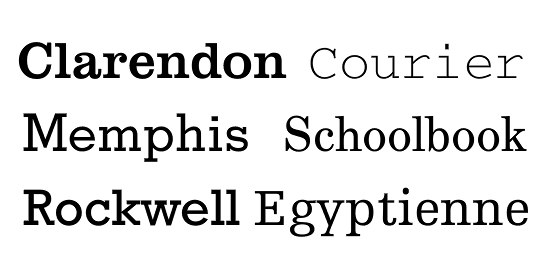 Clarendon Courier
Memphis Schoolbook
Rockwell Egyptienne